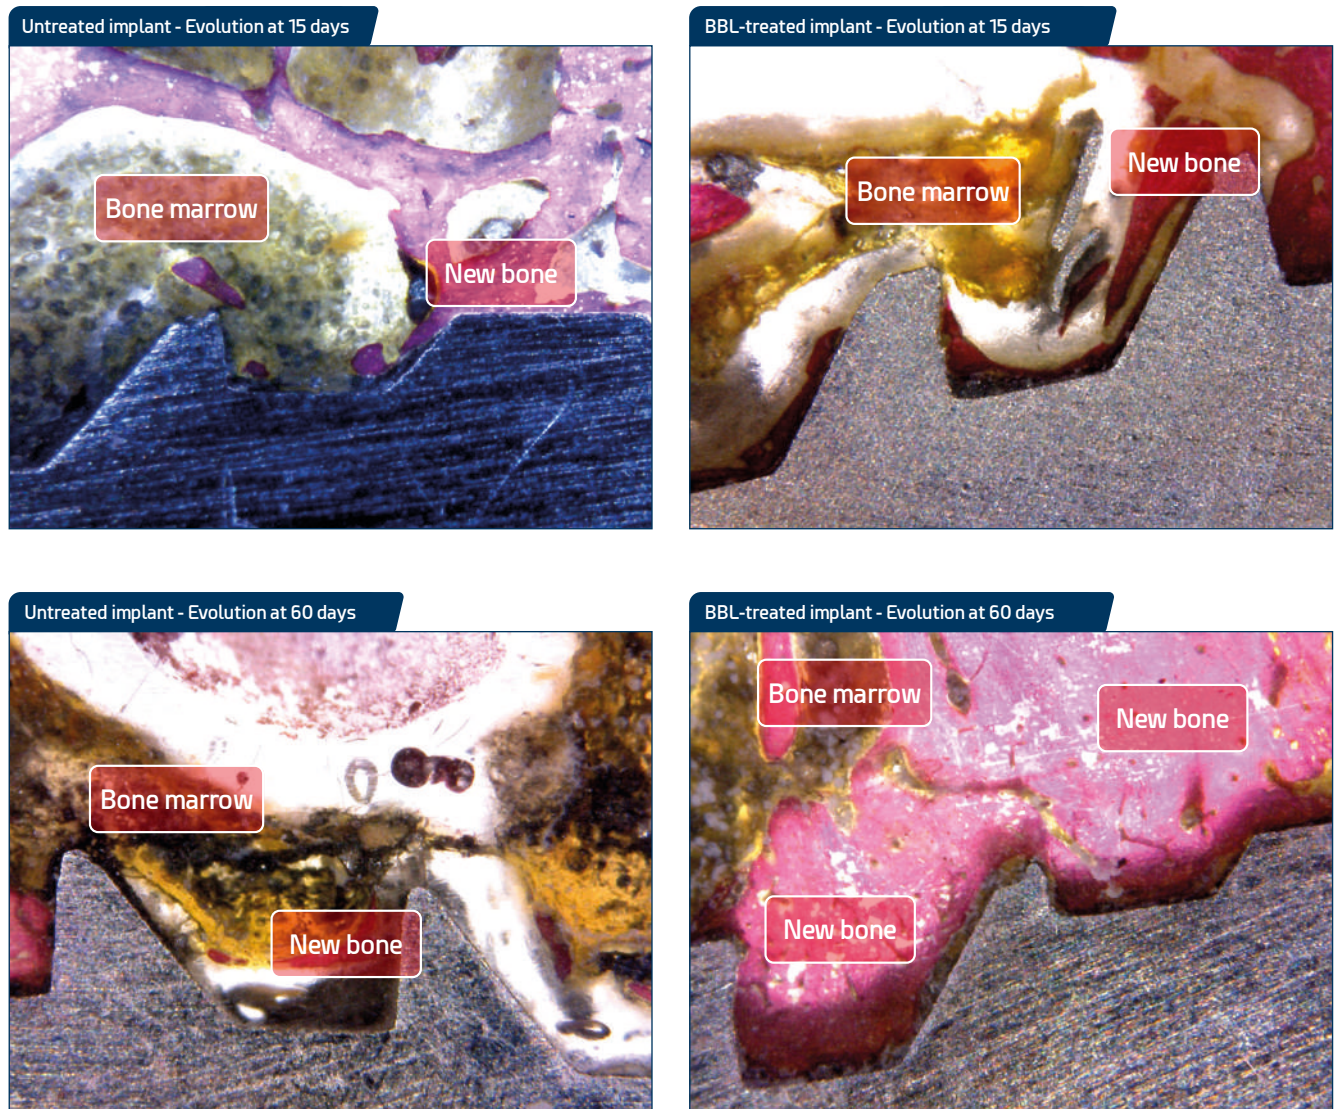 Untreated implant - Evolution at 15 days
Bone marrow
New bone
BBL-treated implant - Evolution at 15 days
Bone marrow
New bone
Untreated implant - Evolution at 60 days
Bone marrow
New bone
BBL-treated implant - Evolution at 60 days
Bone marrow
New bone
New bone